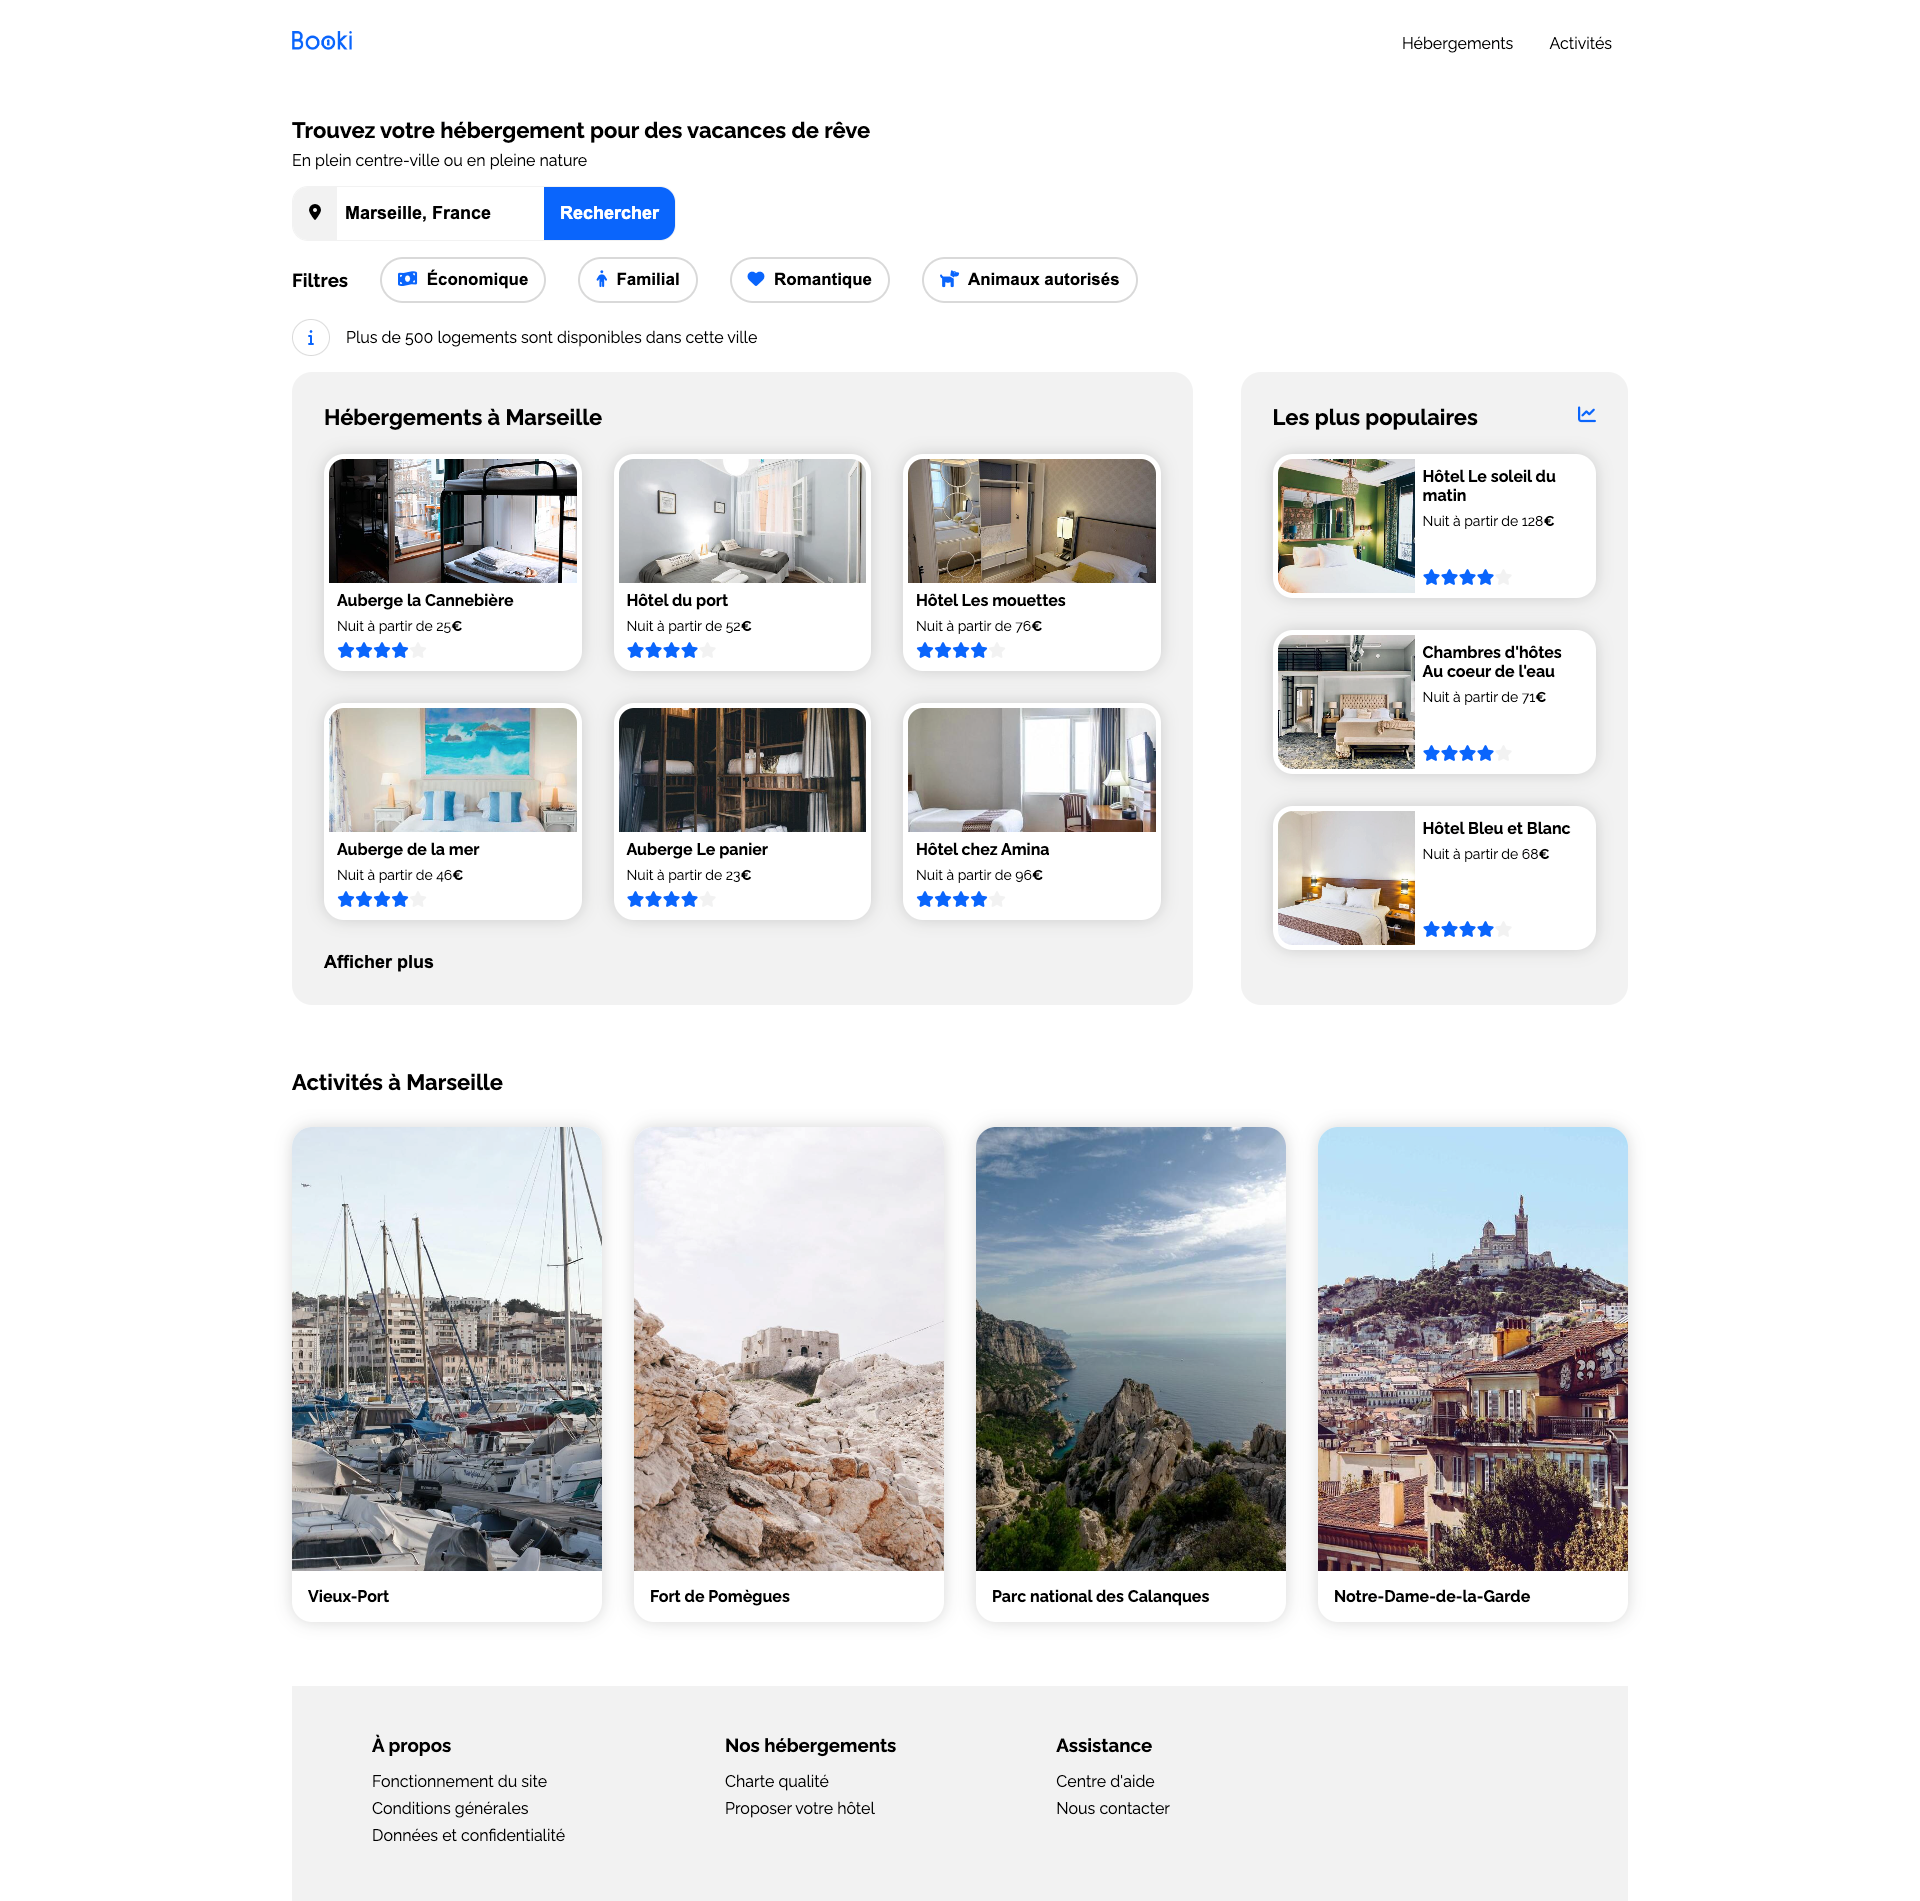 Booki
Hébergements
Activités
Trouvez votre hébergement pour des vacances de rêve
En plein centre-ville ou en pleine nature
Marseille, France
Rechercher
Filtres
Économique
Familial
Romantique
Animaux autorisés
Plus de 500 logements sont disponibles dans cette ville
Hébergements à Marseille
Auberge la Cannebière
Nuit à partir de 25€
Hôtel du port
Nuit à partir de 52€
Hôtel Les mouettes
Nuit à partir de 76€
Auberge de la mer
Nuit à partir de 46€
Auberge Le panier
Nuit à partir de 23€
Hôtel chez Amina
Nuit à partir de 96€
Afficher plus
Les plus populaires
Hôtel Le soleil du
matin
Nuit à partir de 128€
Chambres d'hôtes
Au coeur de l'eau
Nuit à partir de 71€
Hôtel Bleu et Blanc
Nuit à partir de 68€
Activités à Marseille
Vieux-Port
Fort de Pomègues
Parc national des Calanques
Notre-Dame-de-la-Garde
À propos
Fonctionnement du site
Conditions générales
Données et confidentialité
Nos hébergements
Charte qualité
Proposer votre hôtel
Assistance
Centre d'aide
Nous contacter